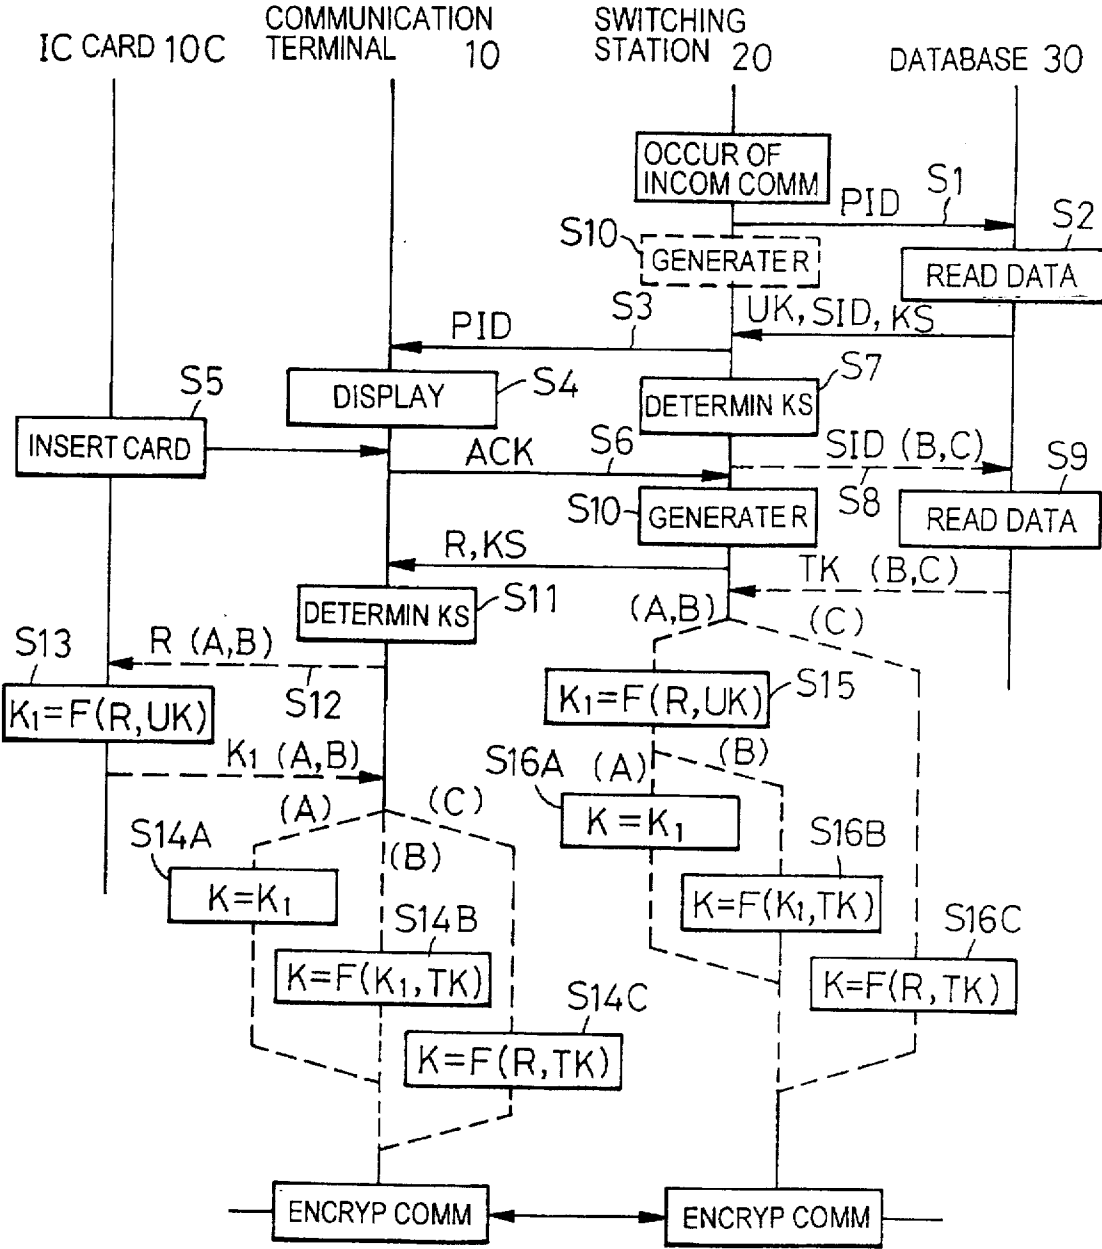 IC CARD 10C
COMMUNICATION
TERMINAL 10
SWITCHING
STATION 20
DATABASE 30
OCCUR OF
INCOM COMM
PID
S1
S2
S10
GENERATER
READ DATA
UK, SID, KS
PID
S3
S7
S5
DISPLAY
S4
DETERMIN KS
INSERT CARD
ACK
S6
SID (B,C)
S8
S9
S10
GENERATER
READ DATA
R,KS
TK (B,C)
DETERMIN KS
S11
(A,B)
(C)
S13
R (A,B)
S12
K1=F(R,UK)
K1=F(R,UK)
S15
K1 (A,B)
S16A
(A)
(B)
(A)
(C)
K=K1
S14A
(B)
S16B
K=K1
K=F(K1,TK)
S14B
S16C
K=F(K1,TK)
K=F(R,TK)
S14C
K=F(R,TK)
ENCRYP COMM
ENCRYP COMM